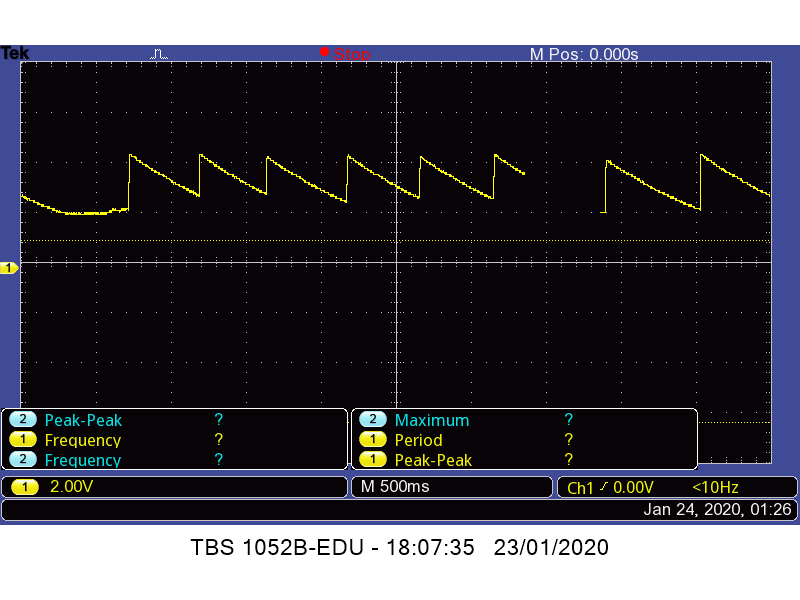 Tek Stop M Pos: 0.000s
1
2 Peak-Peak ? 2 Maximum ?
1 Frequency ? 1 Period ?
2 Frequency ? 1 Peak-Peak ?
1 2.00V M 500ms Ch1 0.00V <10Hz
Jan 24, 2020, 01:26
TBS 1052B-EDU - 18:07:35 23/01/2020